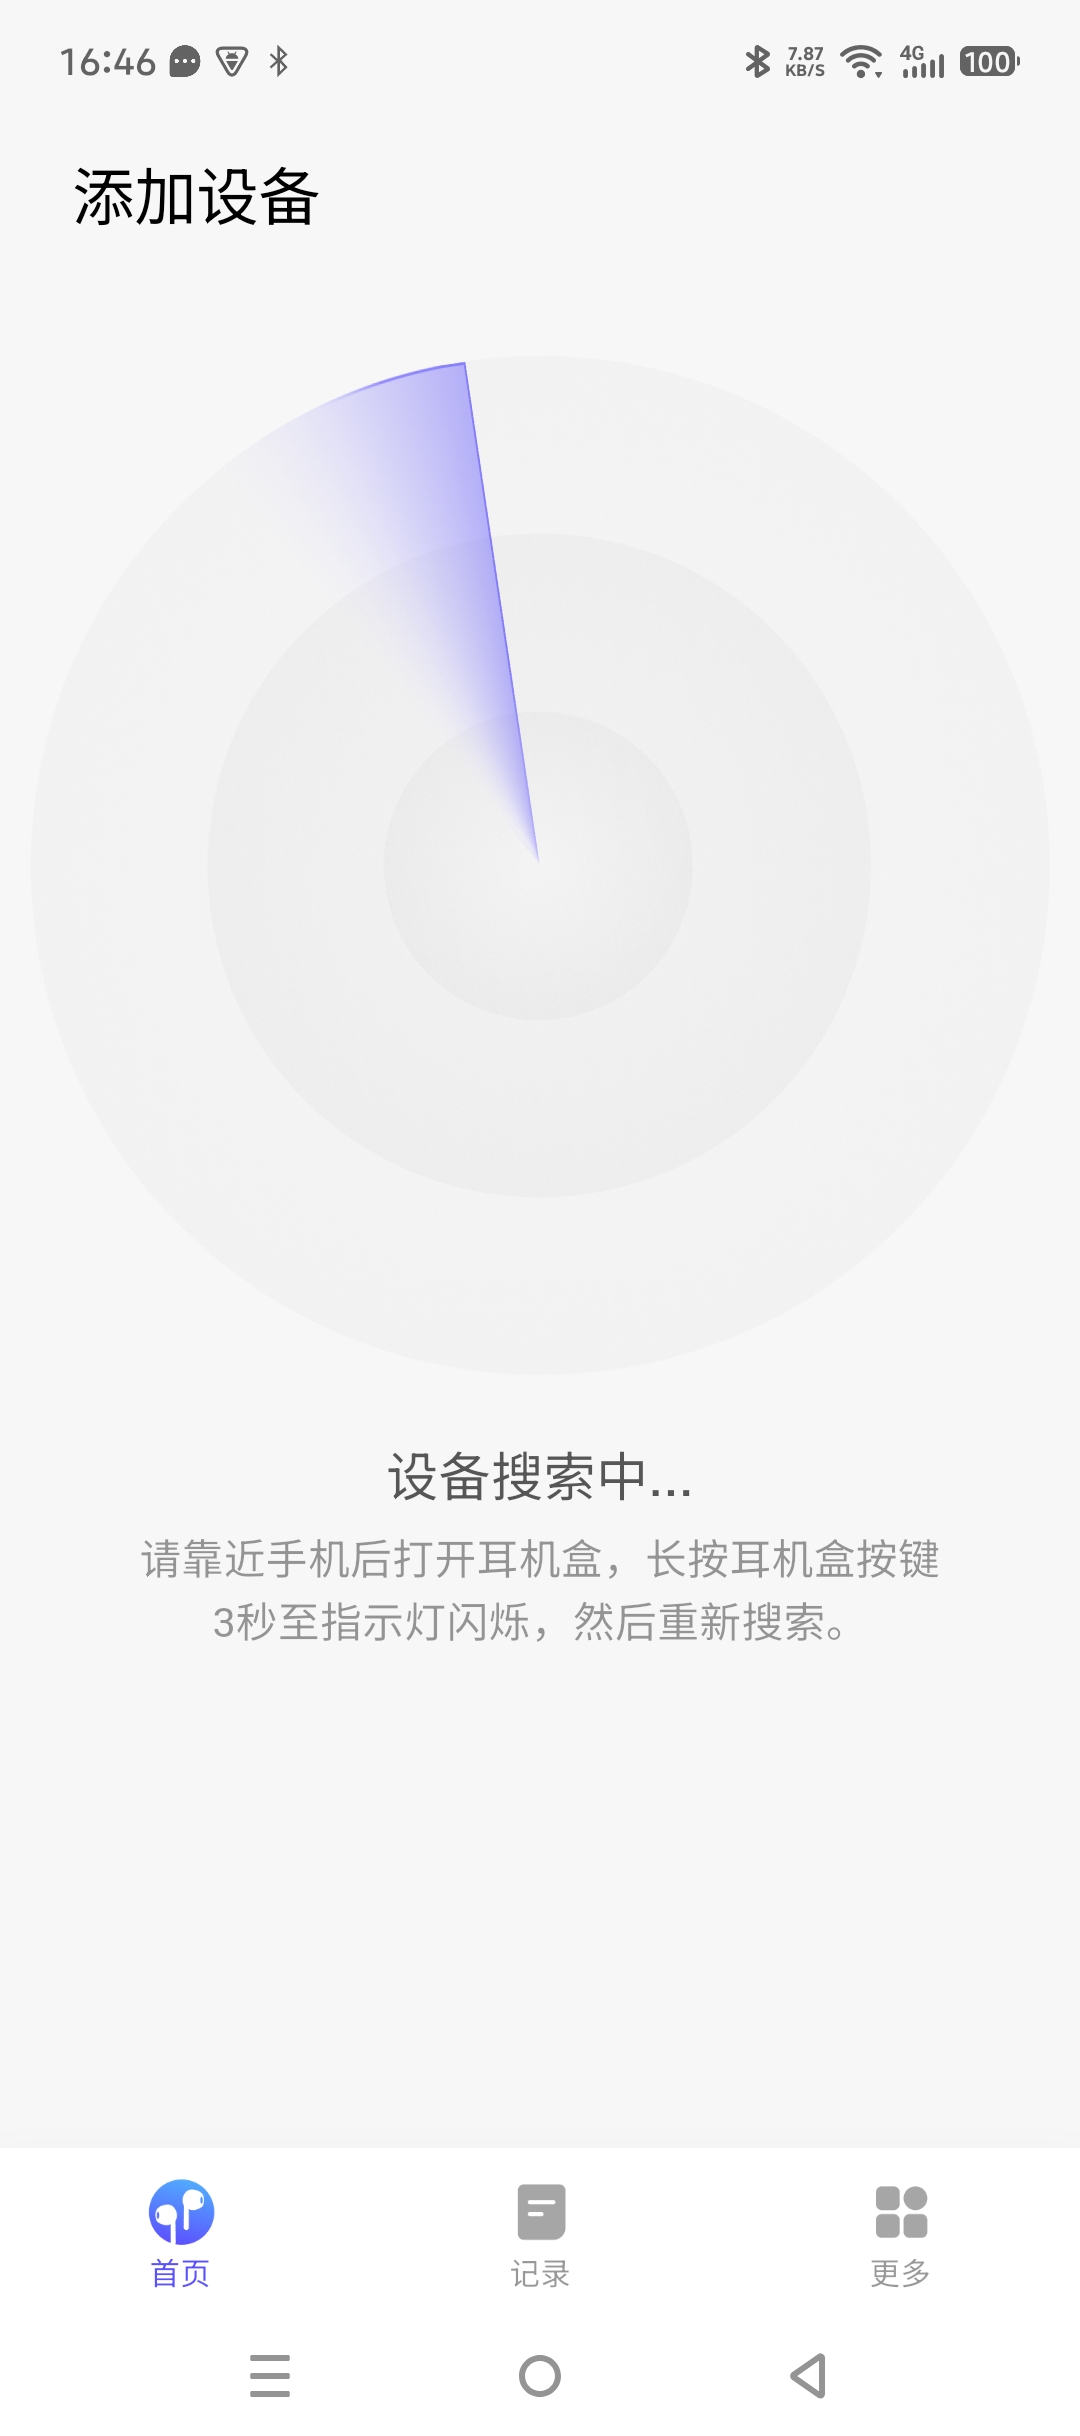 16:46
7.87
KB/S
4G
100
添加设备
设备搜索中...
请靠近手机后打开耳机盒，长按耳机盒按键
3秒至指示灯闪烁，然后重新搜索。
首页
记录
更多